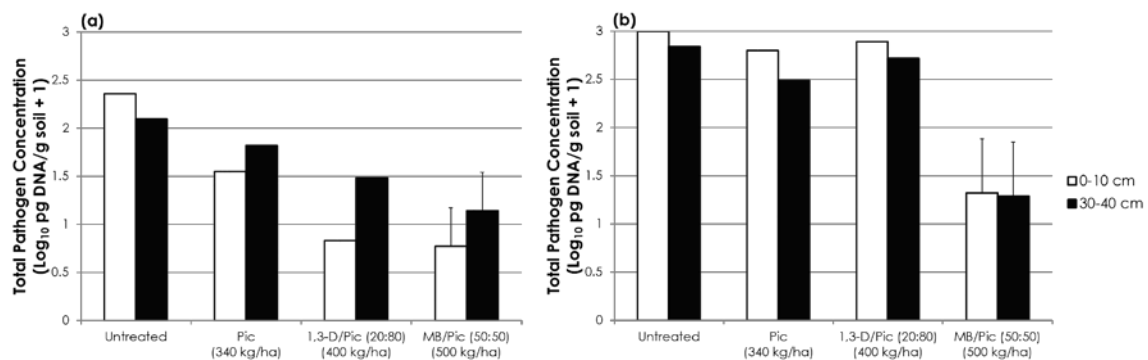 (a)
Total Pathogen Concentration
(Log₁₀ pg DNA/g soil + 1)
3
2.5
2
1.5
1
0.5
0
Untreated
Pic
(340 kg/ha)
1,3-D/Pic (20:80)
(400 kg/ha)
MB/Pic (50:50)
(500 kg/ha)
(b)
Total Pathogen Concentration
(Log₁₀ pg DNA/g soil + 1)
3
2.5
2
1.5
1
0.5
0
Untreated
Pic
(340 kg/ha)
1,3-D/Pic (20:80)
(400 kg/ha)
MB/Pic (50:50)
(500 kg/ha)
0-10 cm
30-40 cm